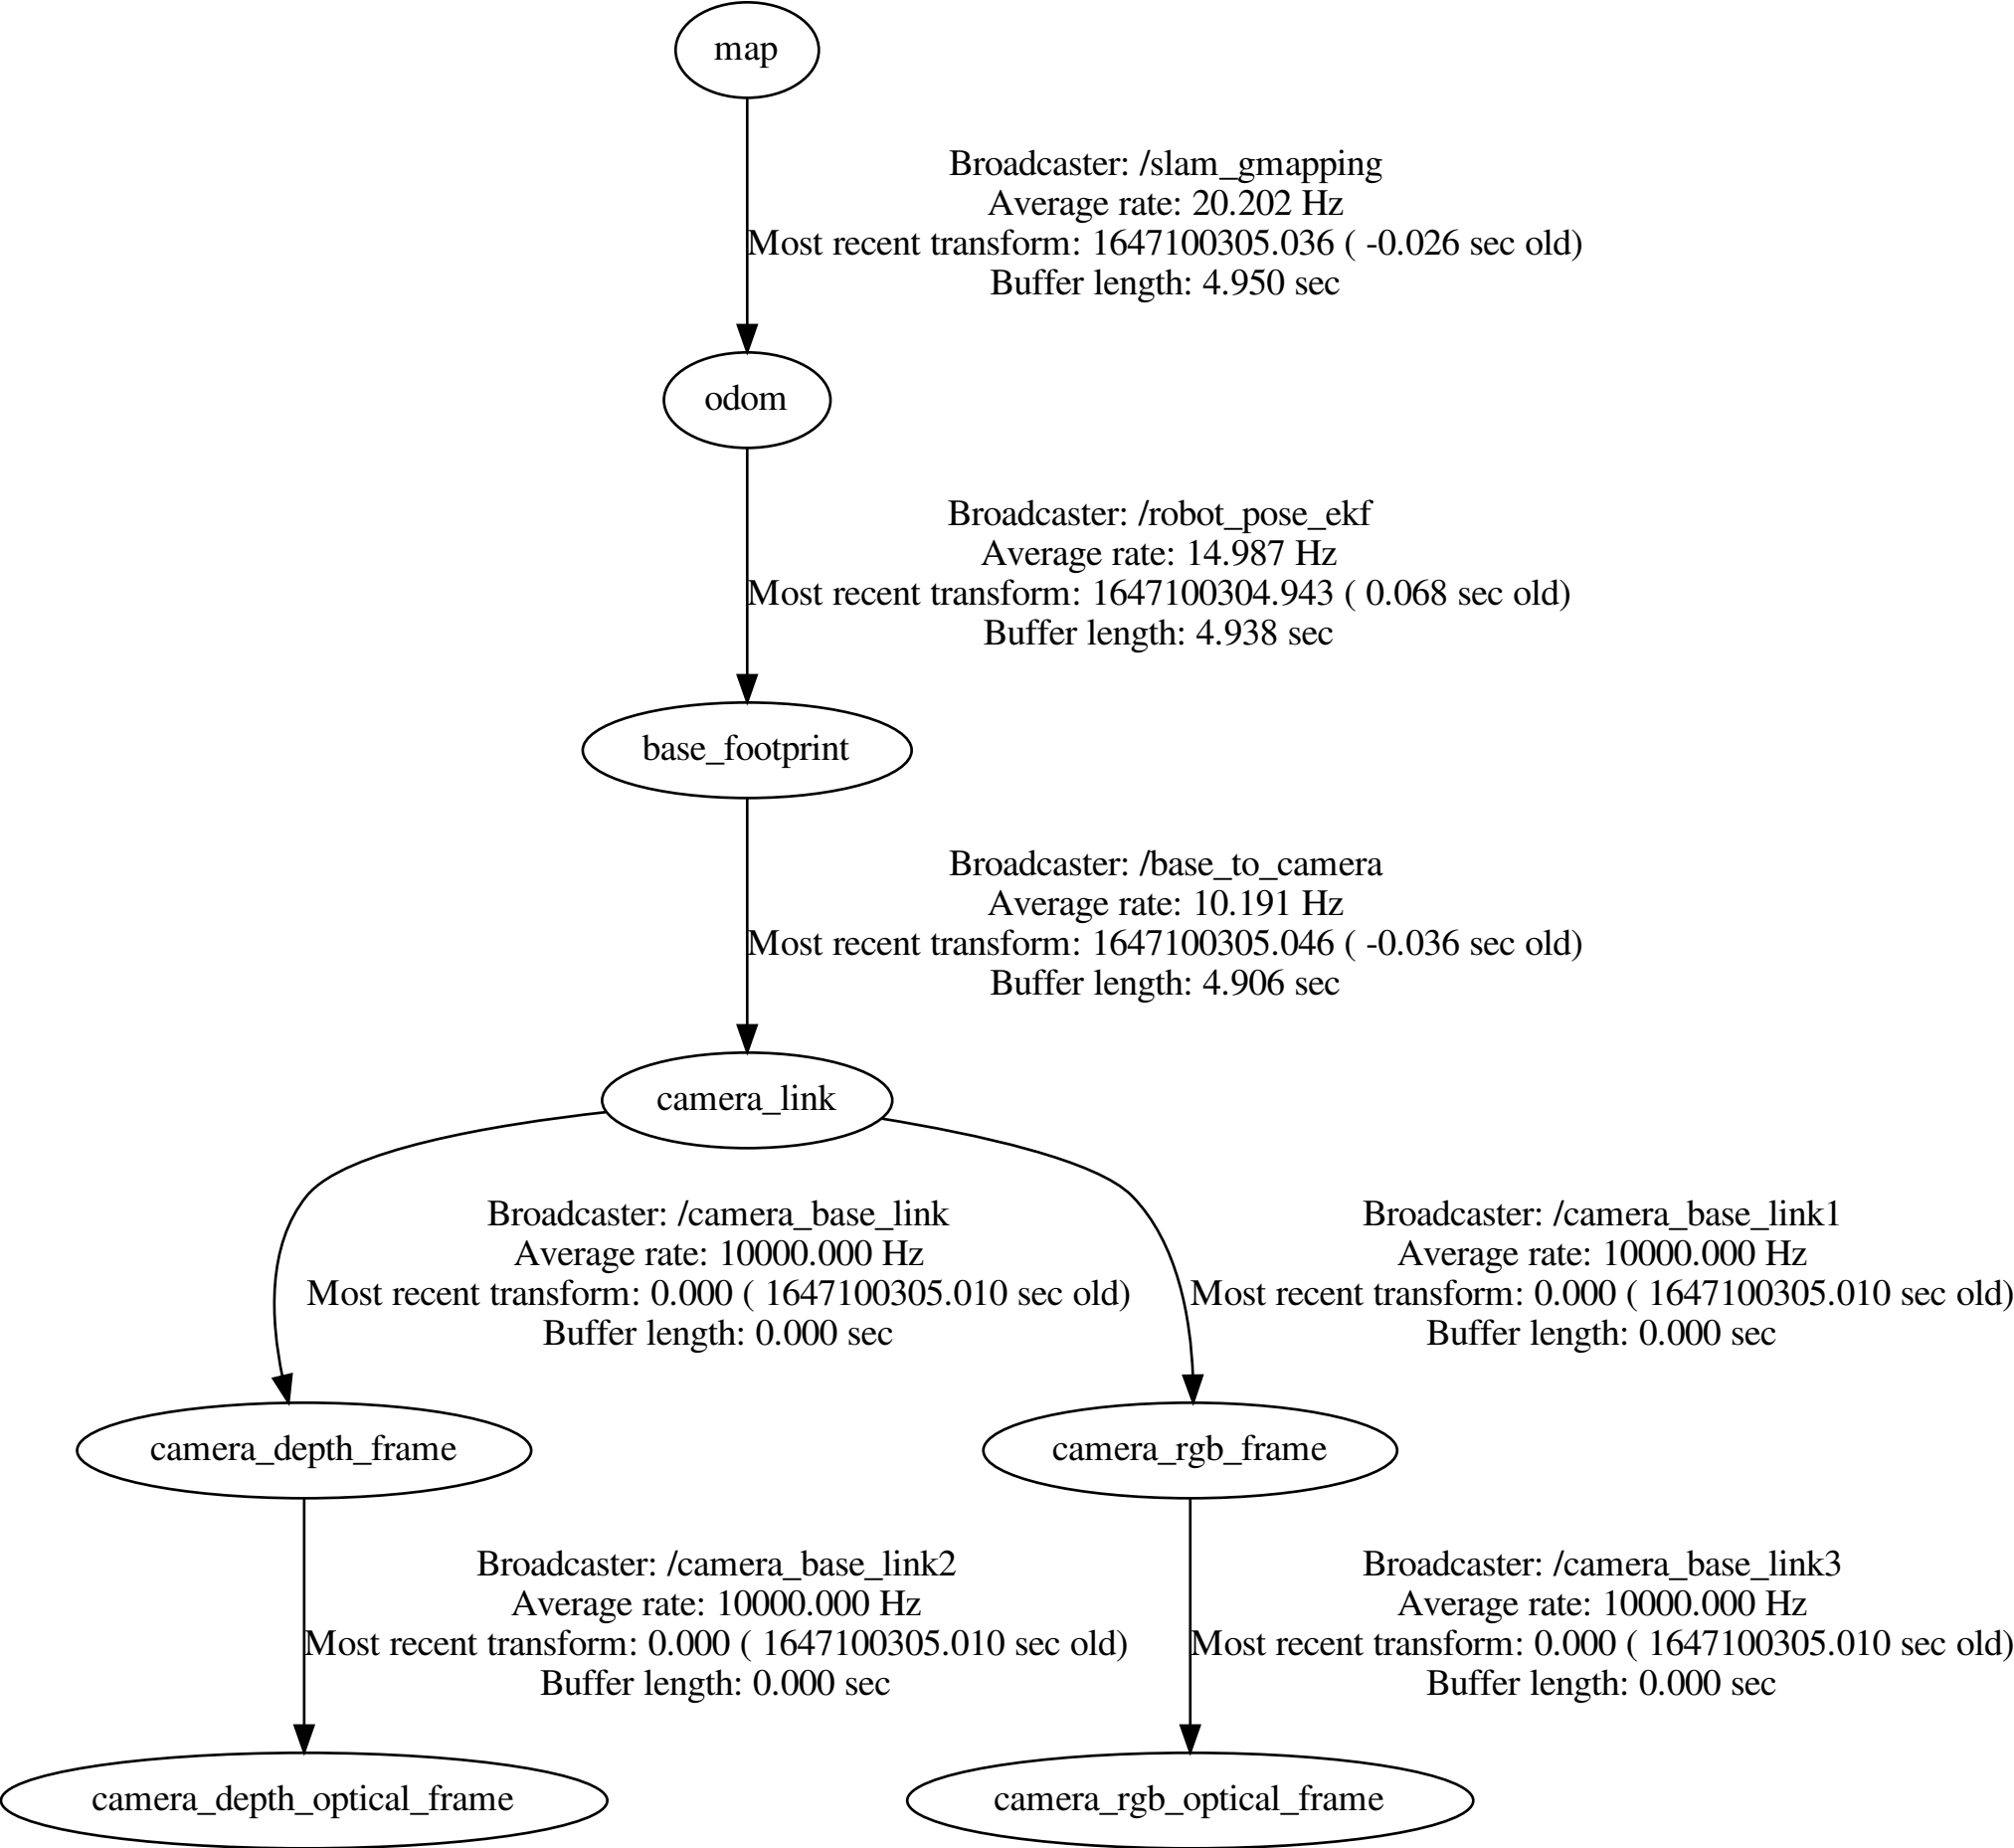 map
Broadcaster: /slam_gmapping
Average rate: 20.202 Hz
Most recent transform: 1647100305.036 ( -0.026 sec old)
Buffer length: 4.950 sec
odom
Broadcaster: /robot_pose_ekf
Average rate: 14.987 Hz
Most recent transform: 1647100304.943 ( 0.068 sec old)
Buffer length: 4.938 sec
base_footprint
Broadcaster: /base_to_camera
Average rate: 10.191 Hz
Most recent transform: 1647100305.046 ( -0.036 sec old)
Buffer length: 4.906 sec
camera_link
Broadcaster: /camera_base_link
Average rate: 10000.000 Hz
Most recent transform: 0.000 ( 1647100305.010 sec old)
Buffer length: 0.000 sec
Broadcaster: /camera_base_link1
Average rate: 10000.000 Hz
Most recent transform: 0.000 ( 1647100305.010 sec old)
Buffer length: 0.000 sec
camera_depth_frame
camera_rgb_frame
Broadcaster: /camera_base_link2
Average rate: 10000.000 Hz
Most recent transform: 0.000 ( 1647100305.010 sec old)
Buffer length: 0.000 sec
Broadcaster: /camera_base_link3
Average rate: 10000.000 Hz
Most recent transform: 0.000 ( 1647100305.010 sec old)
Buffer length: 0.000 sec
camera_depth_optical_frame
camera_rgb_optical_frame